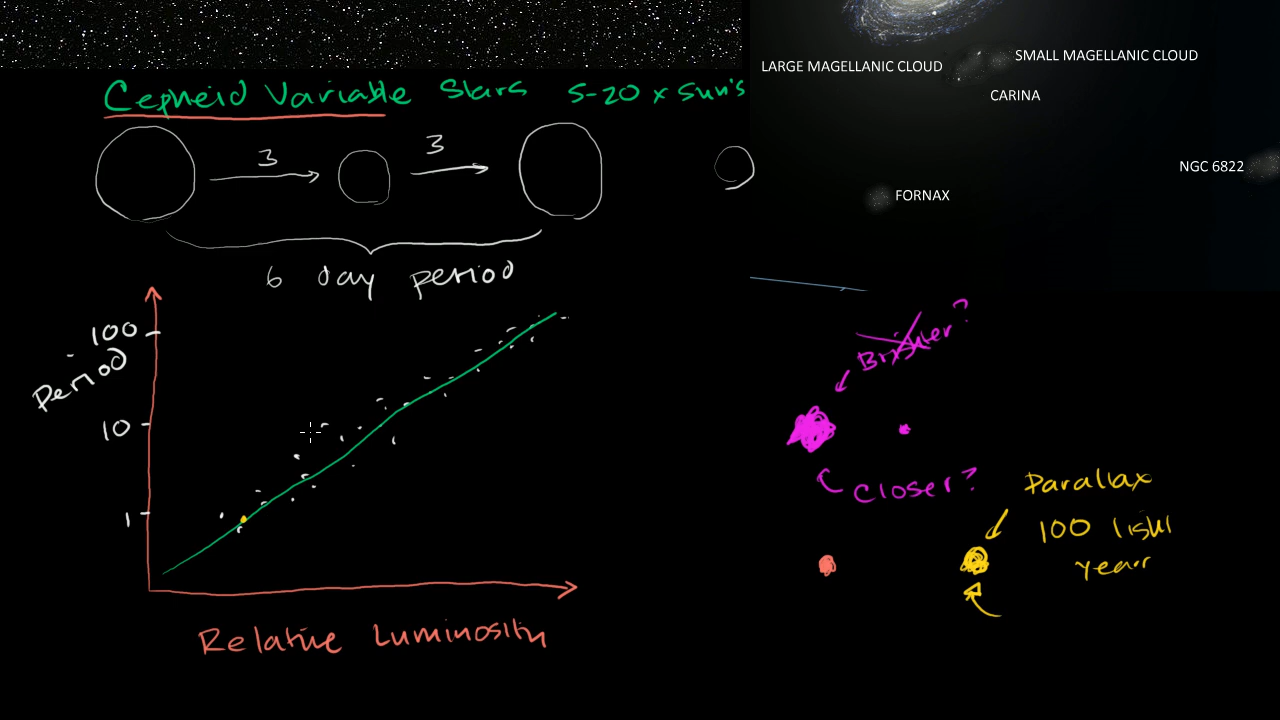 LARGE MAGELLANIC CLOUD
SMALL MAGELLANIC CLOUD
CARINA
NGC 6822
FORNAX
Cepheid Variable Stars 5-20 x Sun's
3
3
6 day period
100
Period
10
1
Relative Luminosity
Brighter?
Closer?
Parallax
100 light
year